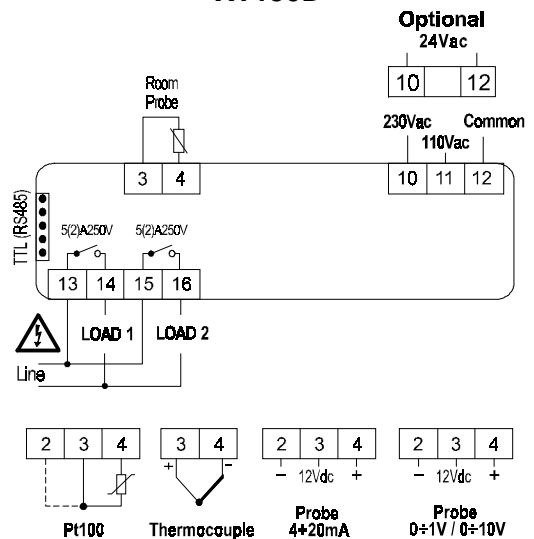 Optional
24Vac
10 12
Room
Probe
230Vac Common
110Vac
3 4
10 11 12
TTL (RS485)
5(2)A250V 5(2)A250V
13 14 15 16
LOAD 1 LOAD 2
Line
2 3 4
3 4
2 3 4
2 3 4
+ -
- 12Vdc +
- 12Vdc +
Pt100
Thermocouple
Probe
4÷20mA
Probe
0÷1V / 0÷10V